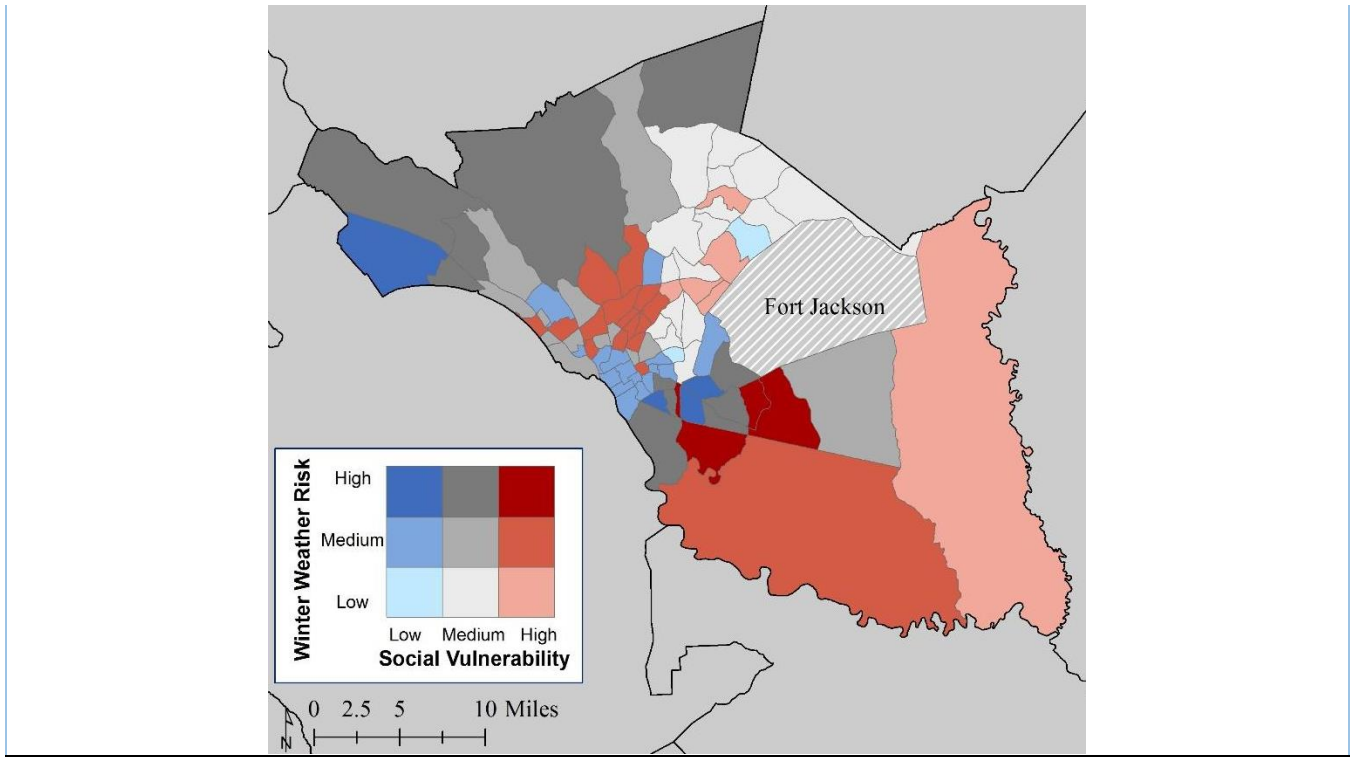 Fort Jackson
Winter Weather Risk
High
Medium
Low
Low Medium High
Social Vulnerability
0 2.5 5 10 Miles
N